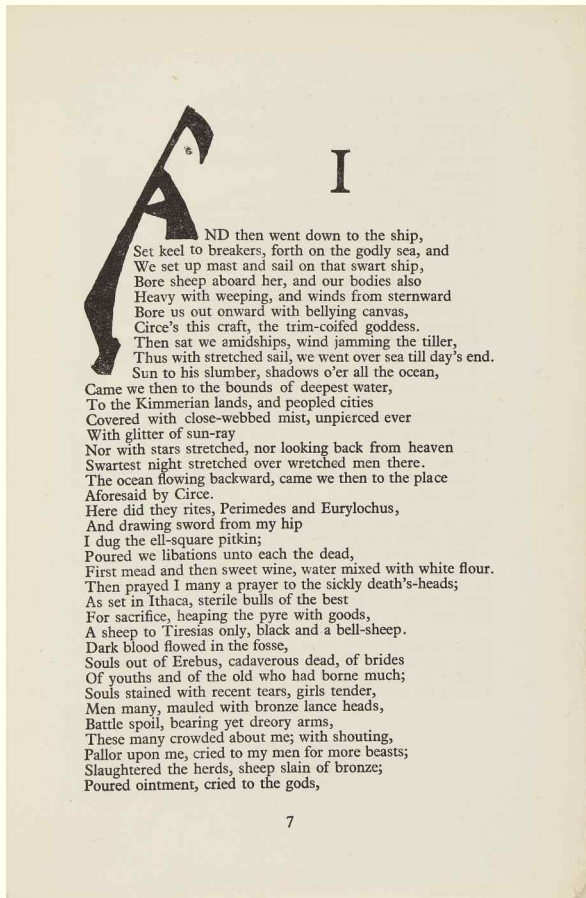 I
AND then went down to the ship,
Set keel to breakers, forth on the godly sea, and
We set up mast and sail on that swart ship,
Bore sheep aboard her, and our bodies also
Heavy with weeping, and winds from sternward
Bore us out onward with bellying canvas,
Circe's this craft, the trim-coifed goddess.
Then sat we amidships, wind jamming the tiller,
Thus with stretched sail, we went over sea till day's end.
Sun to his slumber, shadows o'er all the ocean,
Came we then to the bounds of deepest water,
To the Kimmerian lands, and peopled cities
Covered with close-webbed mist, unpierced ever
With glitter of sun-ray
Nor with stars stretched, nor looking back from heaven
Swartest night stretched over wretched men there.
The ocean flowing backward, came we then to the place
Aforesaid by Circe.
Here did they rites, Perimedes and Eurylochus,
And drawing sword from my hip
I dug the ell-square pitkin;
Poured we libations unto each the dead,
First mead and then sweet wine, water mixed with white flour.
Then prayed I many a prayer to the sickly death's-heads;
As set in Ithaca, sterile bulls of the best
For sacrifice, heaping the pyre with goods,
A sheep to Tiresias only, black and a bell-sheep.
Dark blood flowed in the fosse,
Souls out of Erebus, cadaverous dead, of brides
Of youths and of the old who had borne much;
Souls stained with recent tears, girls tender,
Men many, mauled with bronze lance heads,
Battle spoil, bearing yet dreory arms,
These many crowded about me; with shouting,
Pallor upon me, cried to my men for more beasts;
Slaughtered the herds, sheep slain of bronze;
Poured ointment, cried to the gods,
7